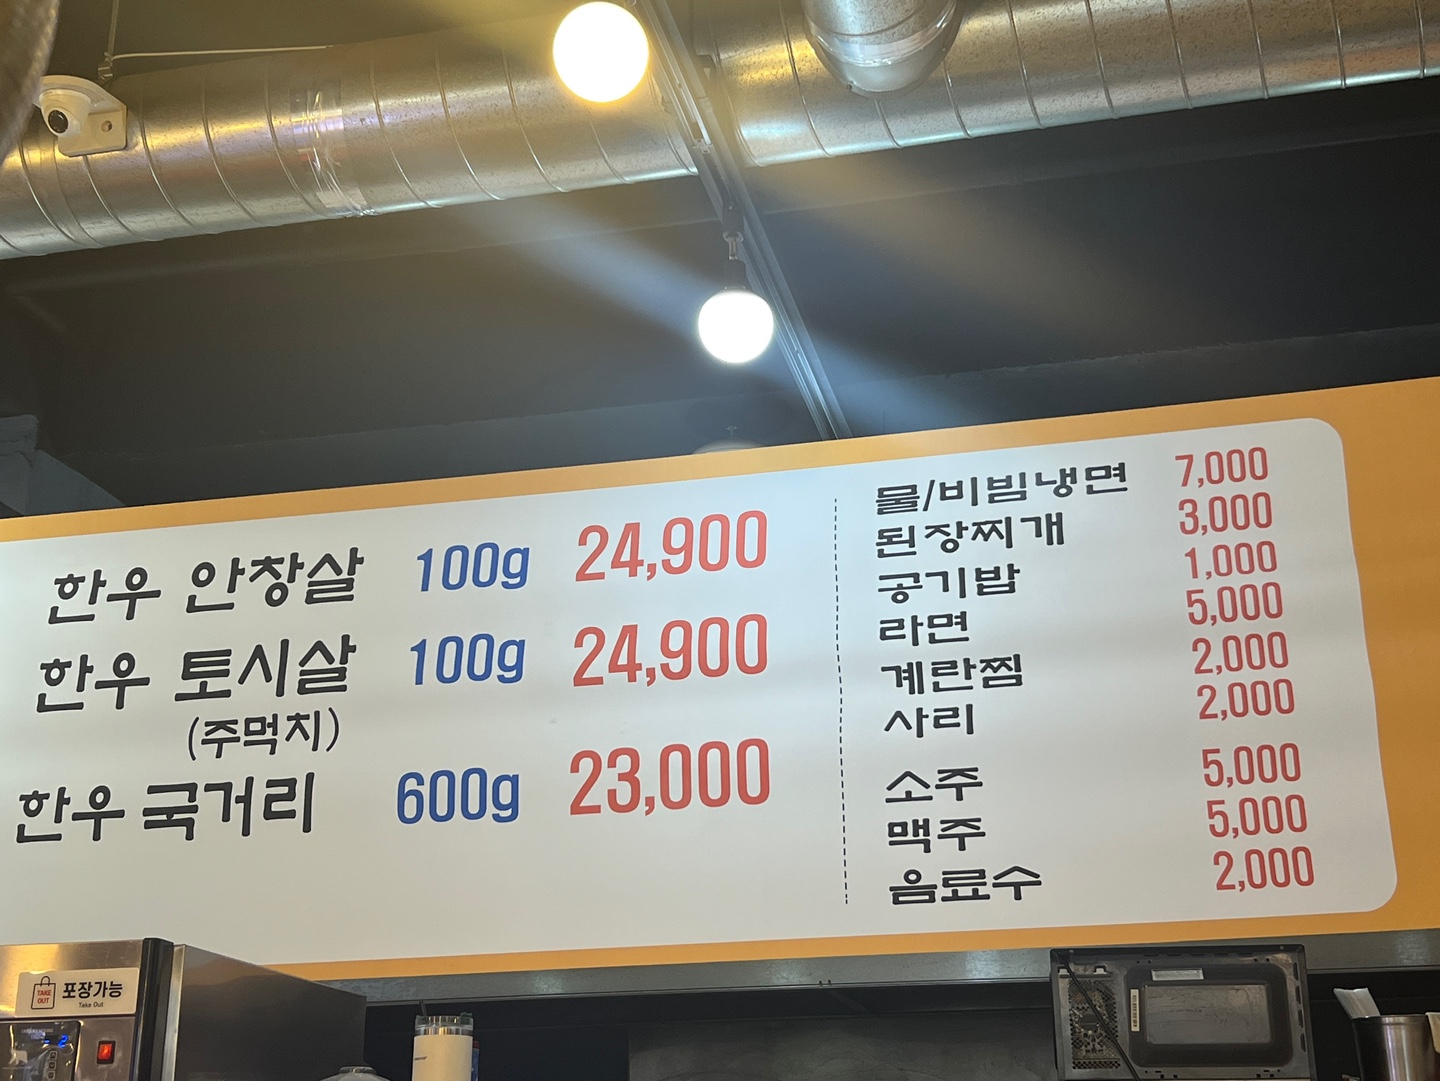 한우 안창살 100g 24,900
한우 토시살 100g 24,900
(주먹치)
한우 국거리 600g 23,000
물/비빔냉면 7,000
된장찌개 3,000
공기밥 1,000
라면 5,000
계란찜 2,000
사리 2,000
소주 5,000
맥주 5,000
음료수 2,000
TAKE OUT 포장가능
Take Out